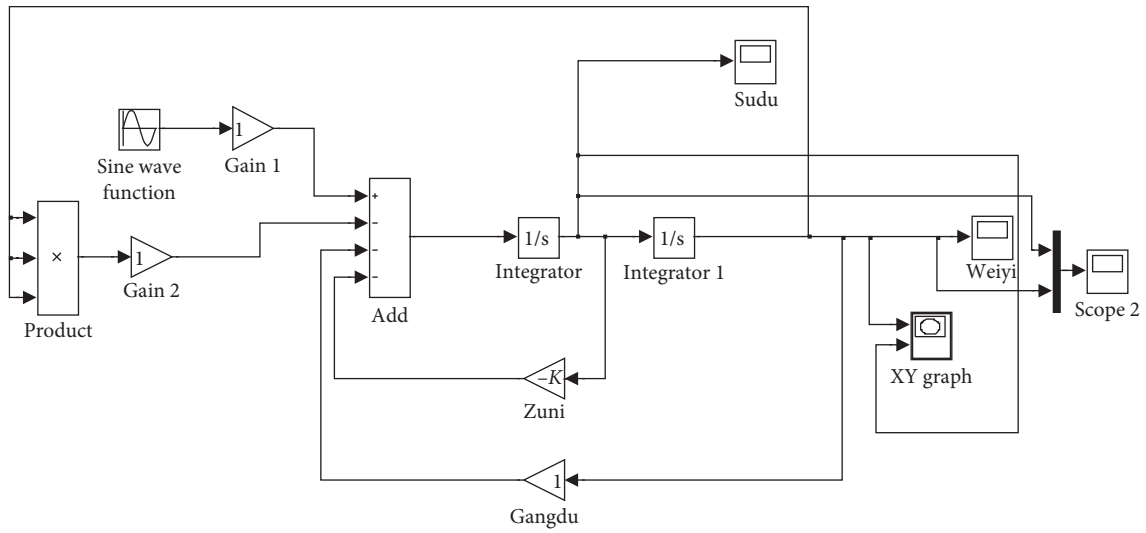 Sudu
1
Sine wave
function
Gain 1
+
−
−
−
×
1
1/s
1/s
Integrator
Integrator 1
Weiyi
Gain 2
Scope 2
Product
Add
−K
XY graph
Zuni
1
Gangdu